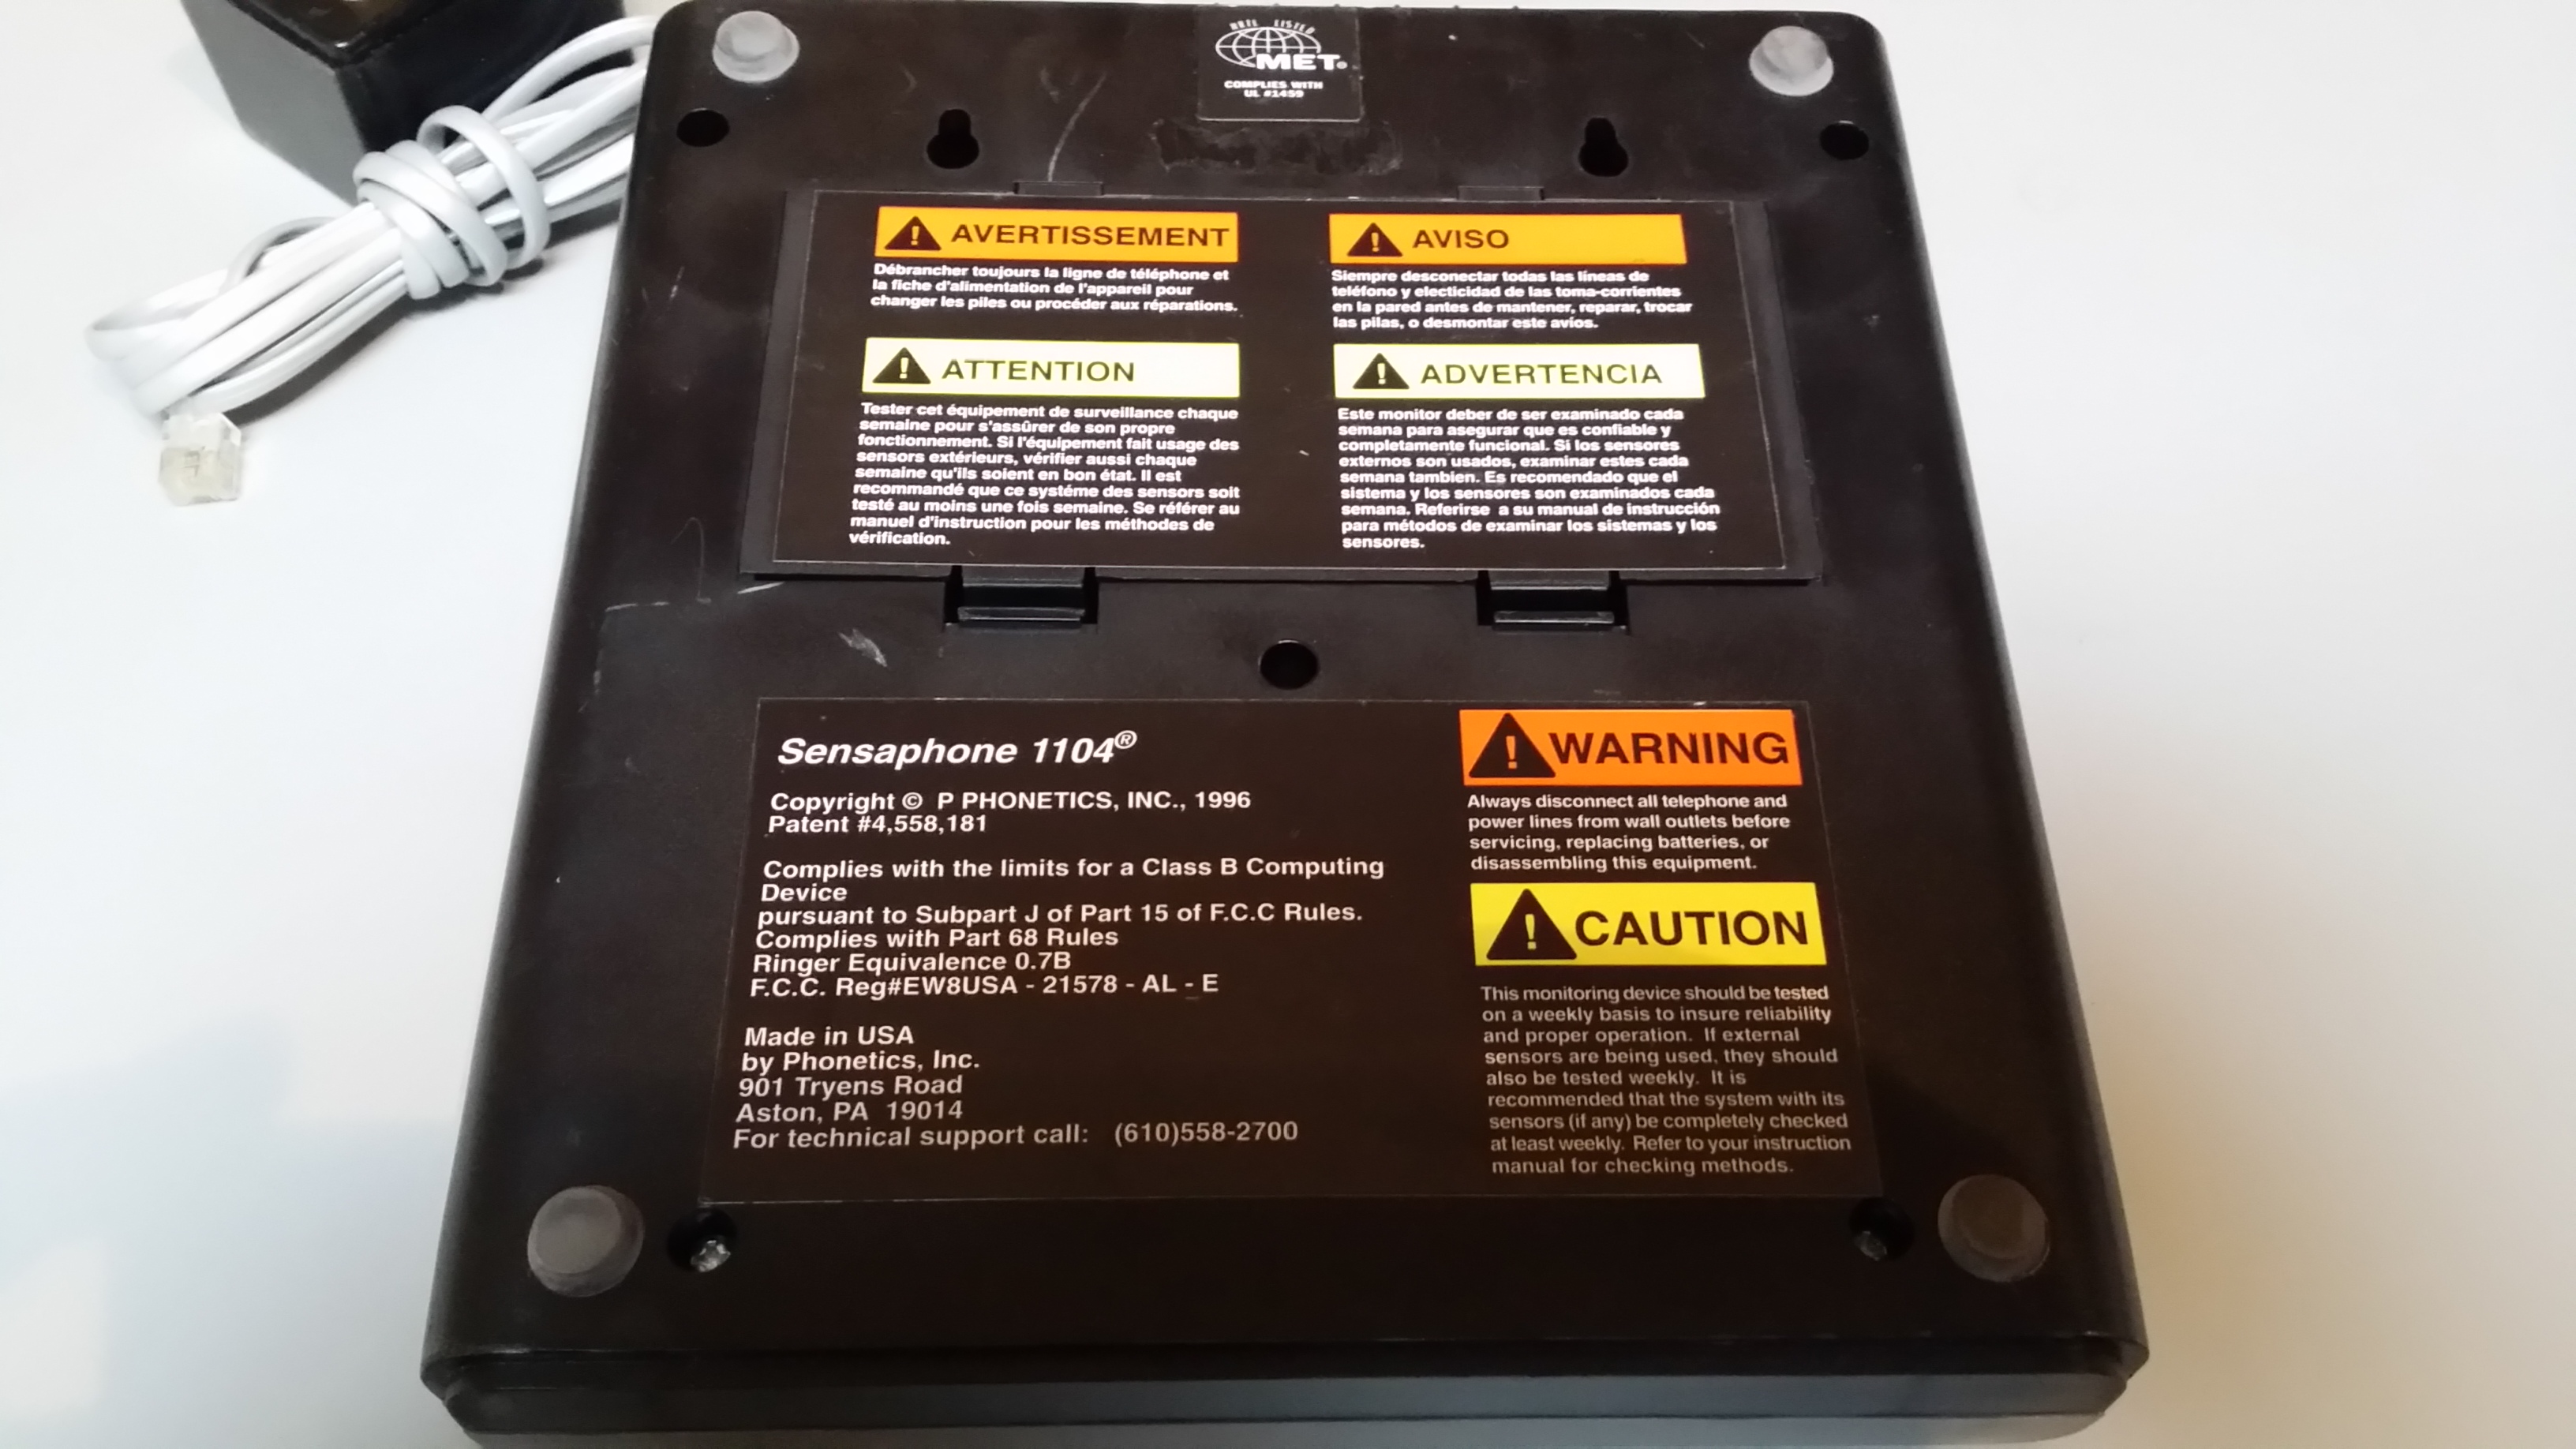 NRTL LISTED
MET®
COMPLIES WITH
UL #1459
AVERTISSEMENT
Débrancher toujours la ligne de téléphone et
la fiche d'alimentation de l'appareil pour
changer les piles ou procéder aux réparations.
ATTENTION
Tester cet équipement de surveillance chaque
semaine pour s'assûrer de son propre
fonctionnement. Si l'équipement fait usage des
sensors extérieurs, vérifier aussi chaque
semaine qu'ils soient en bon état. Il est
recommandé que ce systéme des sensors soit
testé au moins une fois semaine. Se référer au
manuel d'instruction pour les méthodes de
vérification.
AVISO
Siempre desconectar todas las líneas de
teléfono y electicidad de las toma-corrientes
en la pared antes de mantener, reparar, trocar
las pilas, o desmontar este avíos.
ADVERTENCIA
Este monitor deber de ser examinado cada
semana para asegurar que es confiable y
completamente funcional. Si los sensores
externos son usados, examinar estes cada
semana tambien. Es recomendado que el
sistema y los sensores son examinados cada
semana. Referirse a su manual de instrucción
para métodos de examinar los sistemas y los
sensores.
Sensaphone 1104®
Copyright © P PHONETICS, INC., 1996
Patent #4,558,181
Complies with the limits for a Class B Computing
Device
pursuant to Subpart J of Part 15 of F.C.C Rules.
Complies with Part 68 Rules
Ringer Equivalence 0.7B
F.C.C. Reg#EW8USA - 21578 - AL - E
Made in USA
by Phonetics, Inc.
901 Tryens Road
Aston, PA 19014
For technical support call: (610)558-2700
WARNING
Always disconnect all telephone and
power lines from wall outlets before
servicing, replacing batteries, or
disassembling this equipment.
CAUTION
This monitoring device should be tested
on a weekly basis to insure reliability
and proper operation. If external
sensors are being used, they should
also be tested weekly. It is
recommended that the system with its
sensors (if any) be completely checked
at least weekly. Refer to your instruction
manual for checking methods.